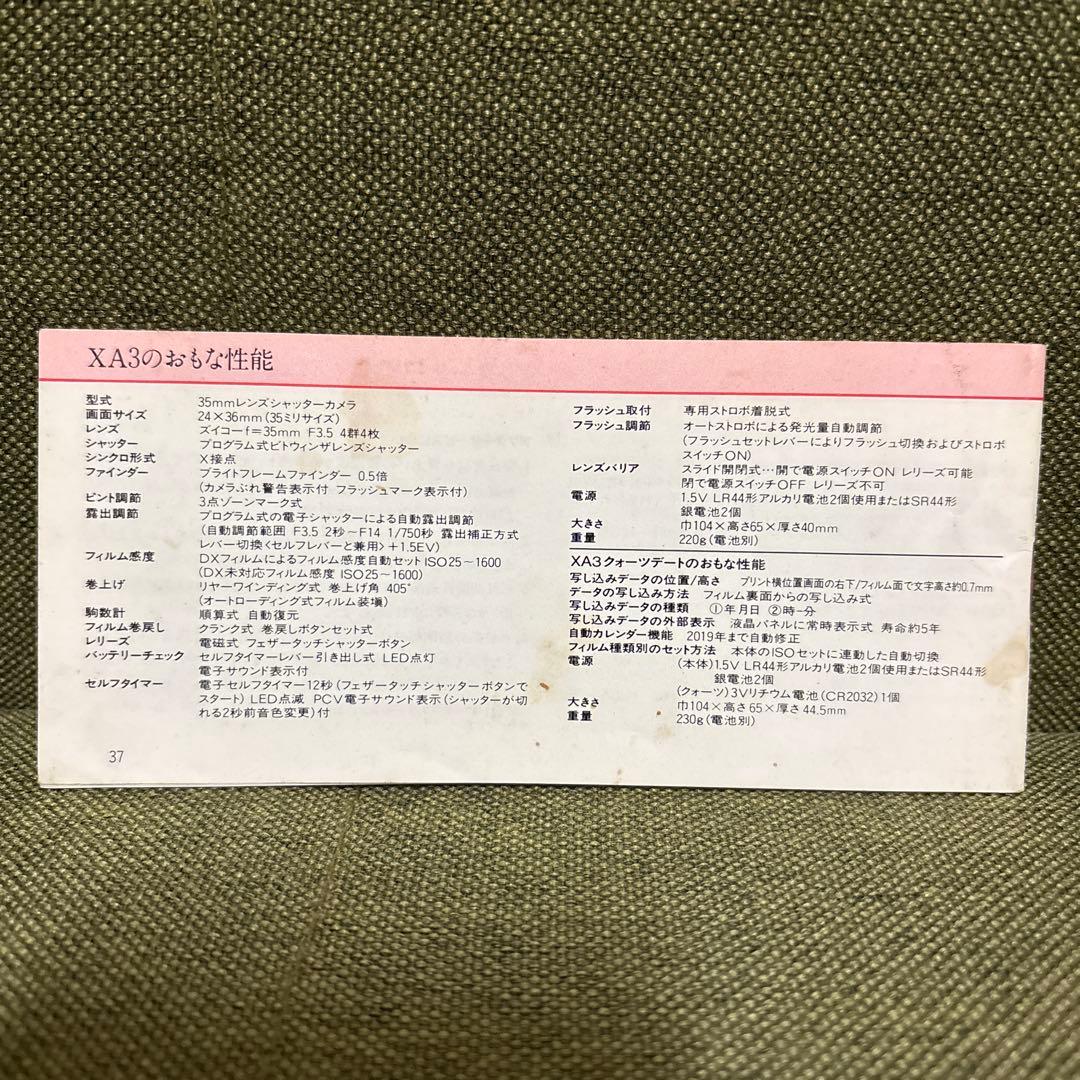 XA3のおもな性能
型式 35mmレンズシャッターカメラ
画面サイズ 24×36mm(35ミリサイズ)
レンズ ズイコーf=35mm F3.5 4群4枚
シャッター プログラム式ビトウィンザレンズシャッター
シンクロ形式 X接点
ファインダー ブライトフレームファインダー 0.5倍
(カメラぶれ警告表示付 フラッシュマーク表示付)
ピント調節 3点ゾーンマーク式
露出調節 プログラム式の電子シャッターによる自動露出調節
(自動調節範囲 F3.5 2秒~F14 1/750秒 露出補正方式
レバー切換<セルフレバーと兼用>+1.5EV)
フィルム感度 DXフィルムによるフィルム感度自動セットISO25~1600
(DX未対応フィルム感度 ISO25~1600)
巻上げ リヤーワインディング式 巻上げ角 405°
(オートローディング式フィルム装塡)
駒数計 順算式 自動復元
フィルム巻戻し クランク式 巻戻しボタンセット式
レリーズ 電磁式 フェザータッチシャッターボタン
バッテリーチェック セルフタイマーレバー引き出し式 LED点灯
電子サウンド表示付
セルフタイマー 電子セルフタイマー12秒(フェザータッチシャッターボタンで
スタート) LED点滅 PCV電子サウンド表示(シャッターが切
れる2秒前音色変更)付
37
フラッシュ取付 専用ストロボ着脱式
フラッシュ調節 オートストロボによる発光量自動調節
(フラッシュセットレバーによりフラッシュ切換およびストロボ
スイッチON)
レンズバリア スライド開閉式…開で電源スイッチON レリーズ可能
閉で電源スイッチOFF レリーズ不可
電源 1.5V LR44形アルカリ電池2個使用またはSR44形
銀電池2個
大きさ 巾104×高さ65×厚さ40mm
重量 220g(電池別)
XA3クォーツデートのおもな性能
写し込みデータの位置/高さ プリント横位置画面の右下/フィルム面で文字高さ約0.7mm
データの写し込み方法 フィルム裏面からの写し込み式
写し込みデータの種類 ①年月日 ②時-分
写し込みデータの外部表示 液晶パネルに常時表示式 寿命約5年
自動カレンダー機能 2019年まで自動修正
フィルム種類別のセット方法 本体のISOセットに連動した自動切換
電源 (本体)1.5V LR44形アルカリ電池2個使用またはSR44形
銀電池2個
(クォーツ)3Vリチウム電池(CR2032)1個
大きさ 巾104×高さ65×厚さ44.5mm
重量 230g(電池別)